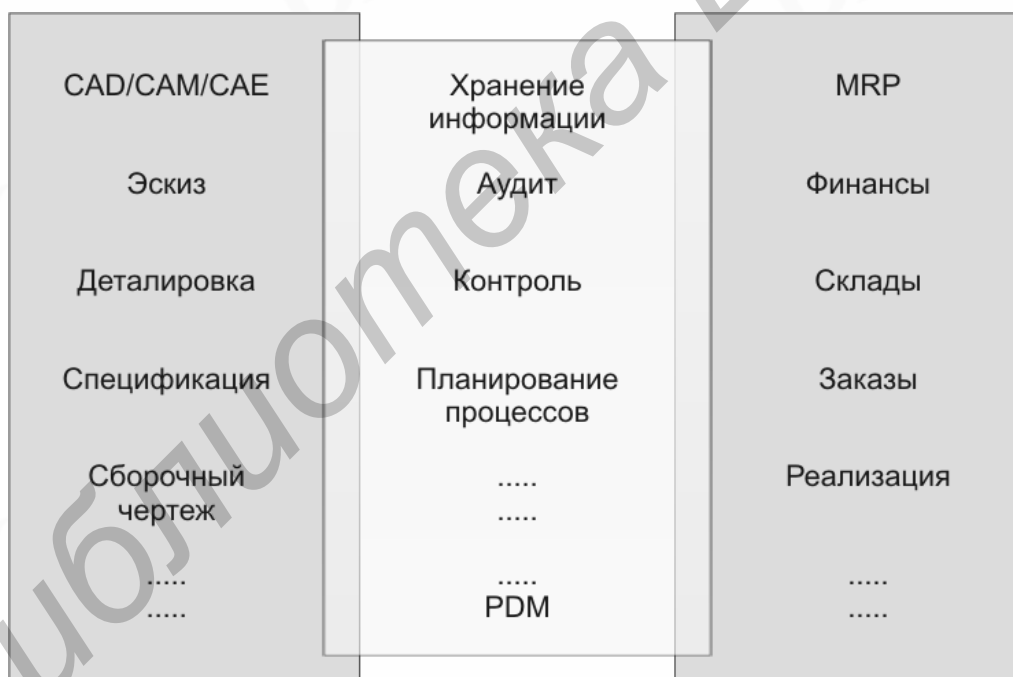 CAD/CAM/CAE
Эскиз
Деталировка
Спецификация
Сборочный
чертеж
.....
.....
Хранение
информации
Аудит
Контроль
Планирование
процессов
.....
.....
.....
PDM
MRP
Финансы
Склады
Заказы
Реализация
.....
.....